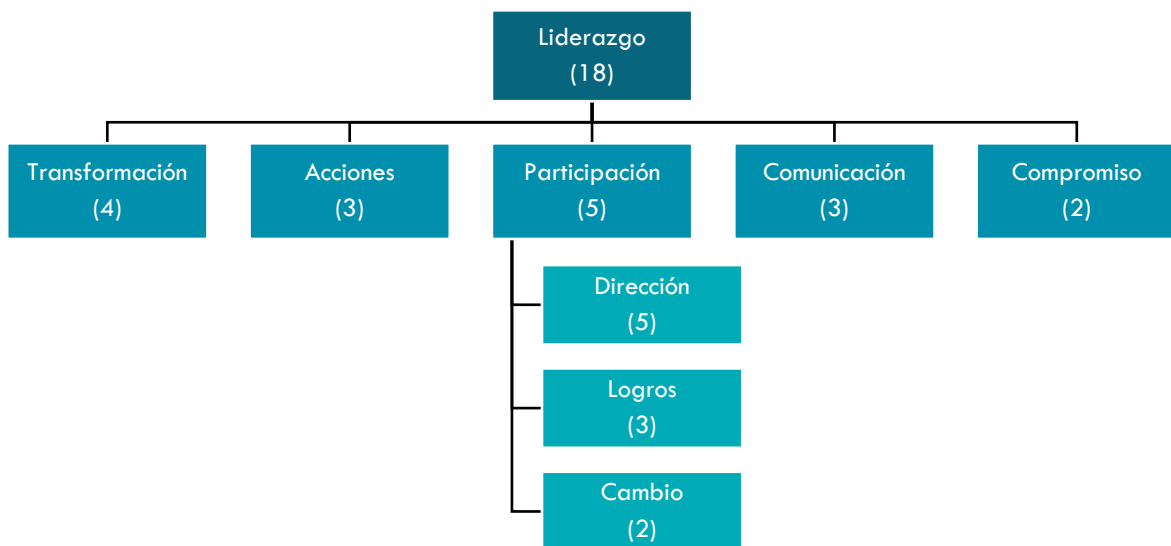 Liderazgo
(18)
Transformación
(4)
Acciones
(3)
Participación
(5)
Comunicación
(3)
Compromiso
(2)
Dirección
(5)
Logros
(3)
Cambio
(2)